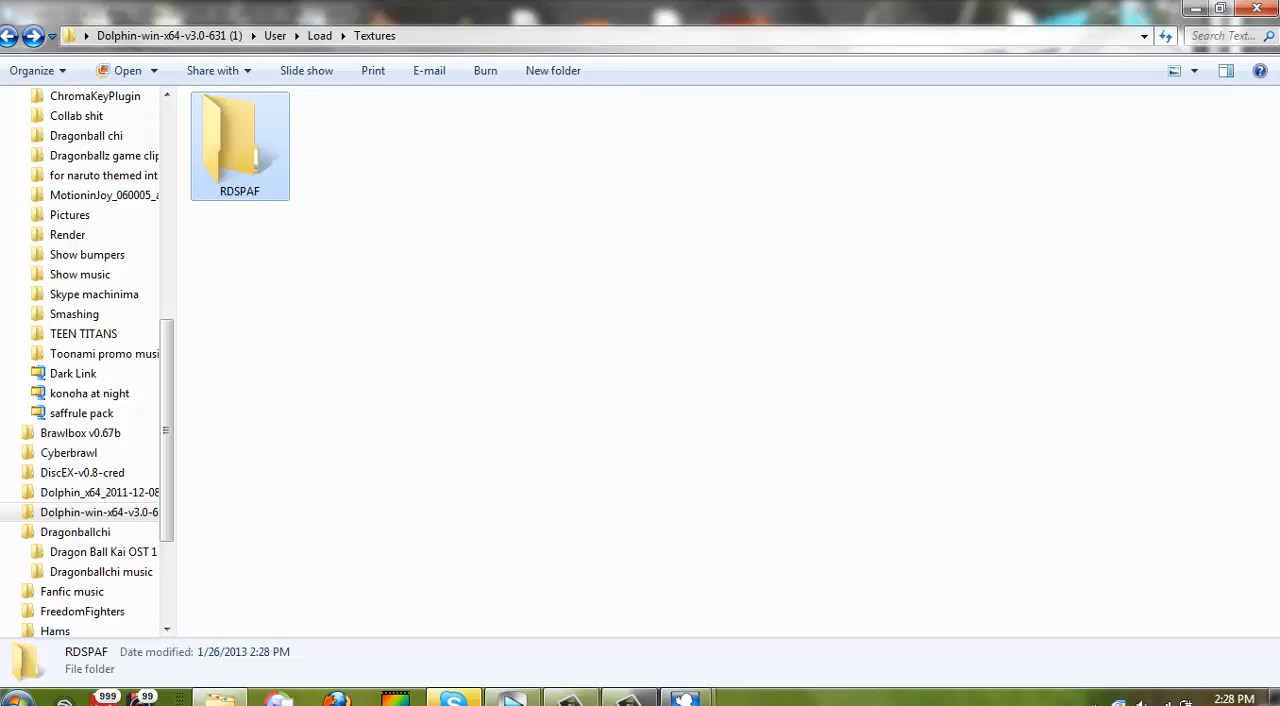 Dolphin-win-x64-v3.0-631 (1) User Load Textures
Search Text...
Organize Open Share with Slide show Print E-mail Burn New folder
ChromaKeyPlugin
Collab shit
Dragonball chi
Dragonballz game clip
for naruto themed int
MotioninJoy_060005_a
Pictures
Render
Show bumpers
Show music
Skype machinima
Smashing
TEEN TITANS
Toonami promo musi
Dark Link
konoha at night
saffrule pack
Brawlbox v0.67b
Cyberbrawl
DiscEX-v0.8-cred
Dolphin_x64_2011-12-08
Dolphin-win-x64-v3.0-6
Dragonballchi
Dragon Ball Kai OST 1
Dragonballchi music
Fanfic music
FreedomFighters
Hams
RDSPAF
RDSPAF Date modified: 1/26/2013 2:28 PM
File folder
999 99
2:28 PM